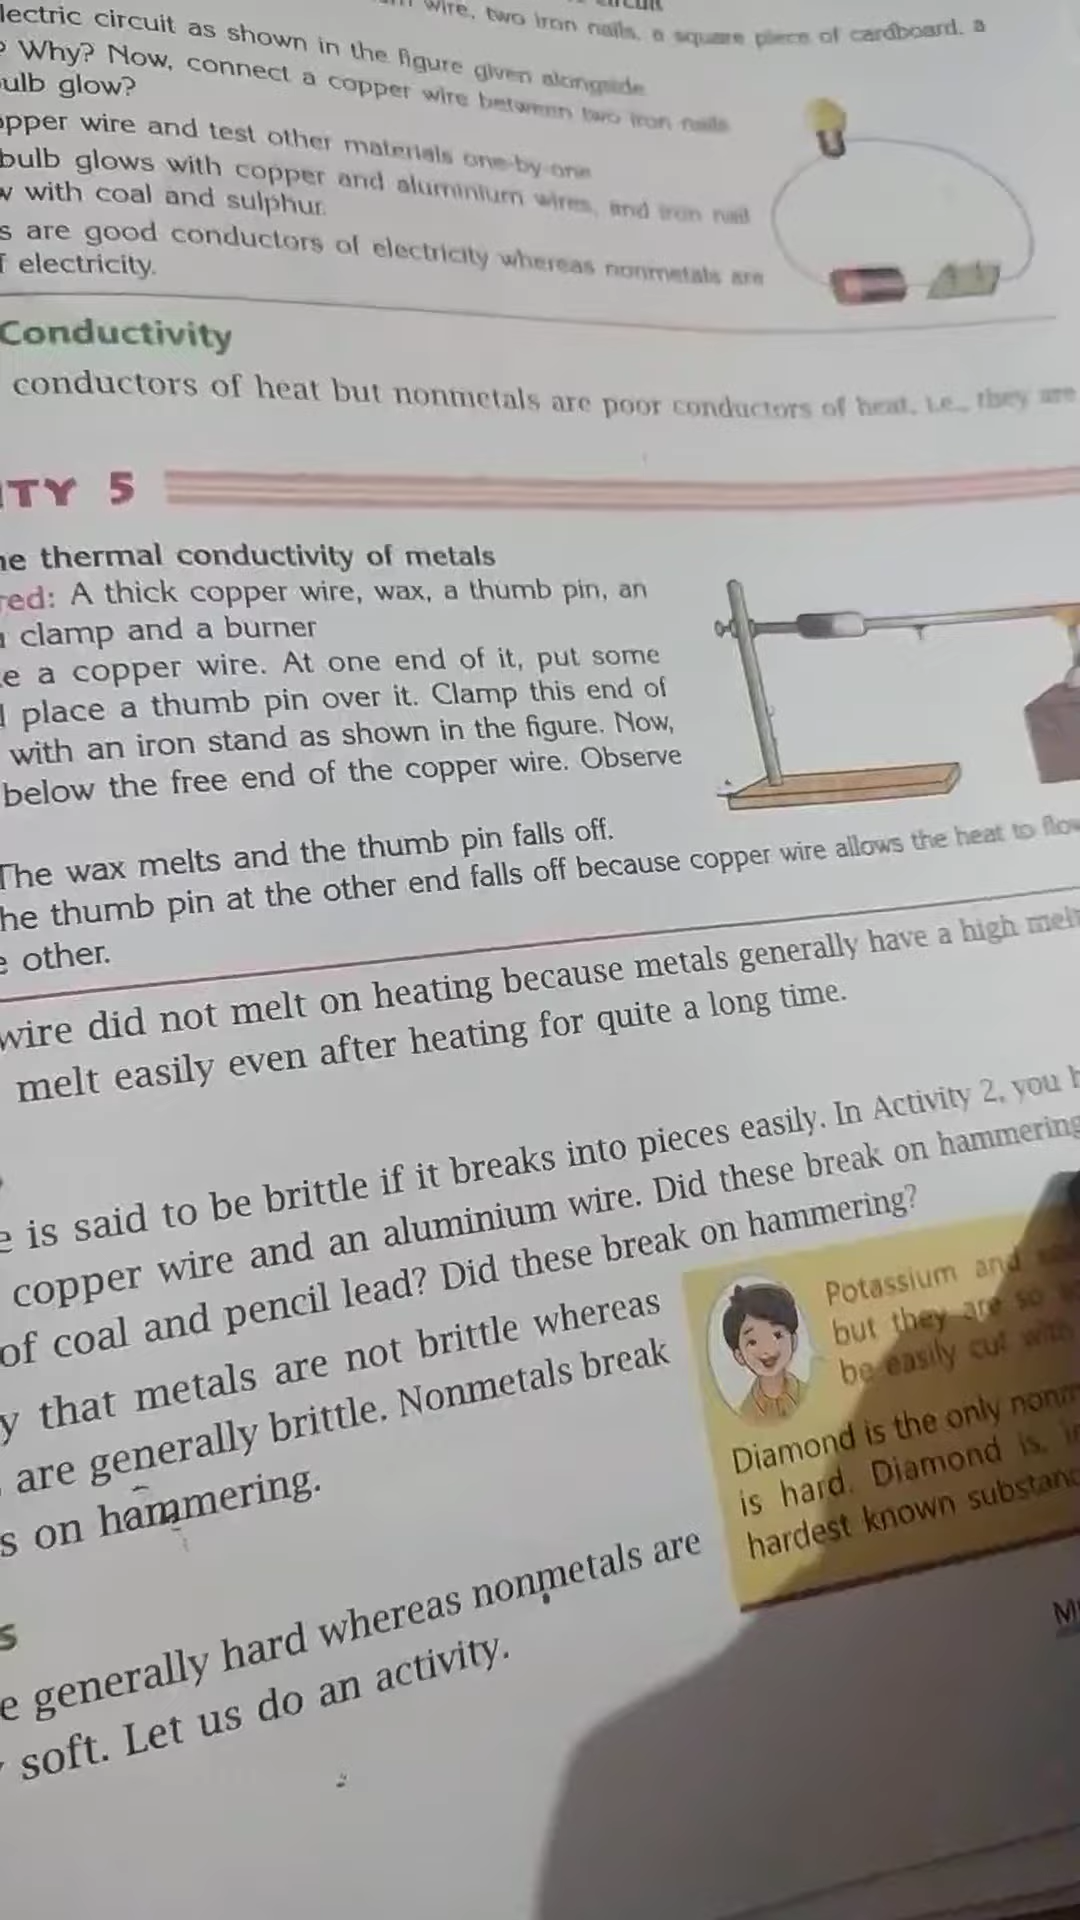 wire, two iron nails, a square piece of cardboard, a
lectric circuit as shown in the figure given alongside
? Why? Now, connect a copper wire between two iron nails
ulb glow?
opper wire and test other materials one-by-one
bulb glows with copper and aluminium wires, and iron nail
w with coal and sulphur.
s are good conductors of electricity whereas nonmetals are
f electricity.
Conductivity
conductors of heat but nonmetals are poor conductors of heat, i.e., they are
ITY 5
he thermal conductivity of metals
red: A thick copper wire, wax, a thumb pin, an
clamp and a burner
e a copper wire. At one end of it, put some
place a thumb pin over it. Clamp this end of
with an iron stand as shown in the figure. Now,
below the free end of the copper wire. Observe
The wax melts and the thumb pin falls off.
he thumb pin at the other end falls off because copper wire allows the heat to flow
e other.
wire did not melt on heating because metals generally have a high melt
melt easily even after heating for quite a long time.
e is said to be brittle if it breaks into pieces easily. In Activity 2, you h
copper wire and an aluminium wire. Did these break on hammering
of coal and pencil lead? Did these break on hammering?
y that metals are not brittle whereas
are generally brittle. Nonmetals break
s on hammering.
Potassium and
but they are so
be easily cut with
Diamond is the only nonm
is hard. Diamond is, in
hardest known substanc
s
e generally hard whereas nonmetals are
soft. Let us do an activity.